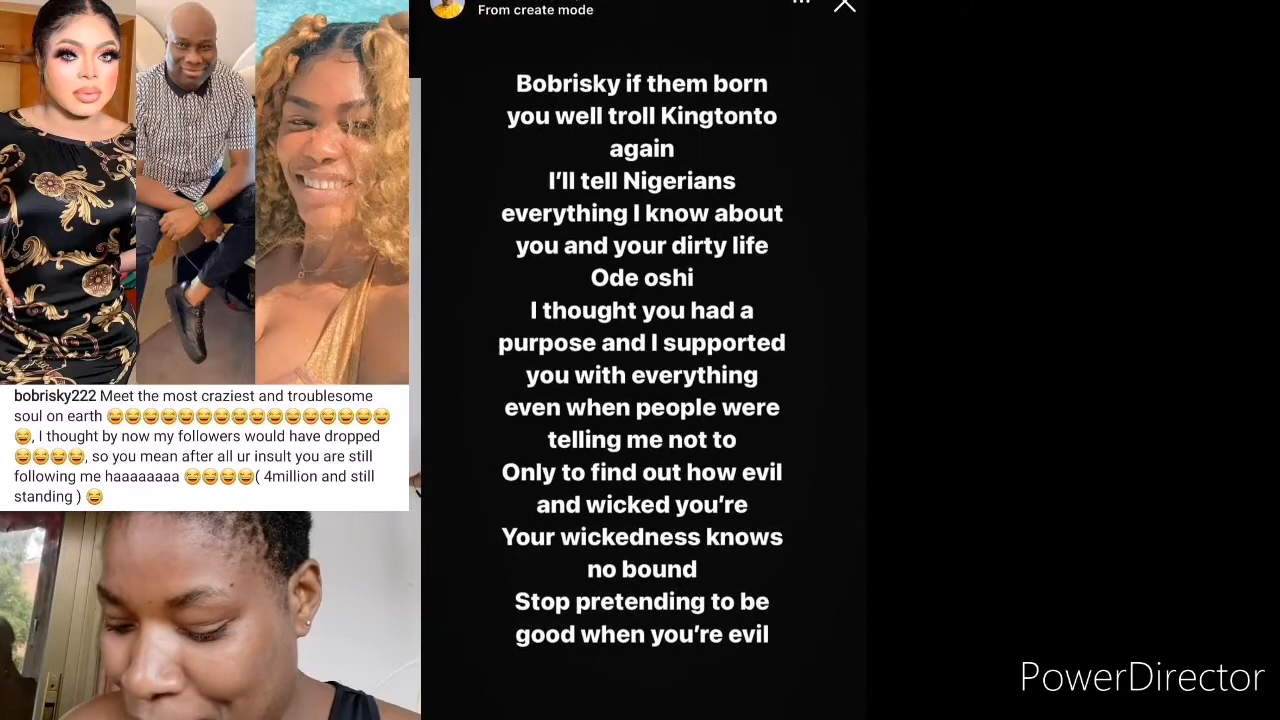 bobrisky222 Meet the most craziest and troublesome
soul on earth 😂😂😂😂😂😂😂😂😂😂😂😂😂😂😂😂
😂, I thought by now my followers would have dropped
😂😂😂😂, so you mean after all ur insult you are still
following me haaaaaaaa 😂😂😂😂( 4million and still
standing ) 😂
From create mode
Bobrisky if them born
you well troll Kingtonto
again
I'll tell Nigerians
everything I know about
you and your dirty life
Ode oshi
I thought you had a
purpose and I supported
you with everything
even when people were
telling me not to
Only to find out how evil
and wicked you're
Your wickedness knows
no bound
Stop pretending to be
good when you're evil
PowerDirector